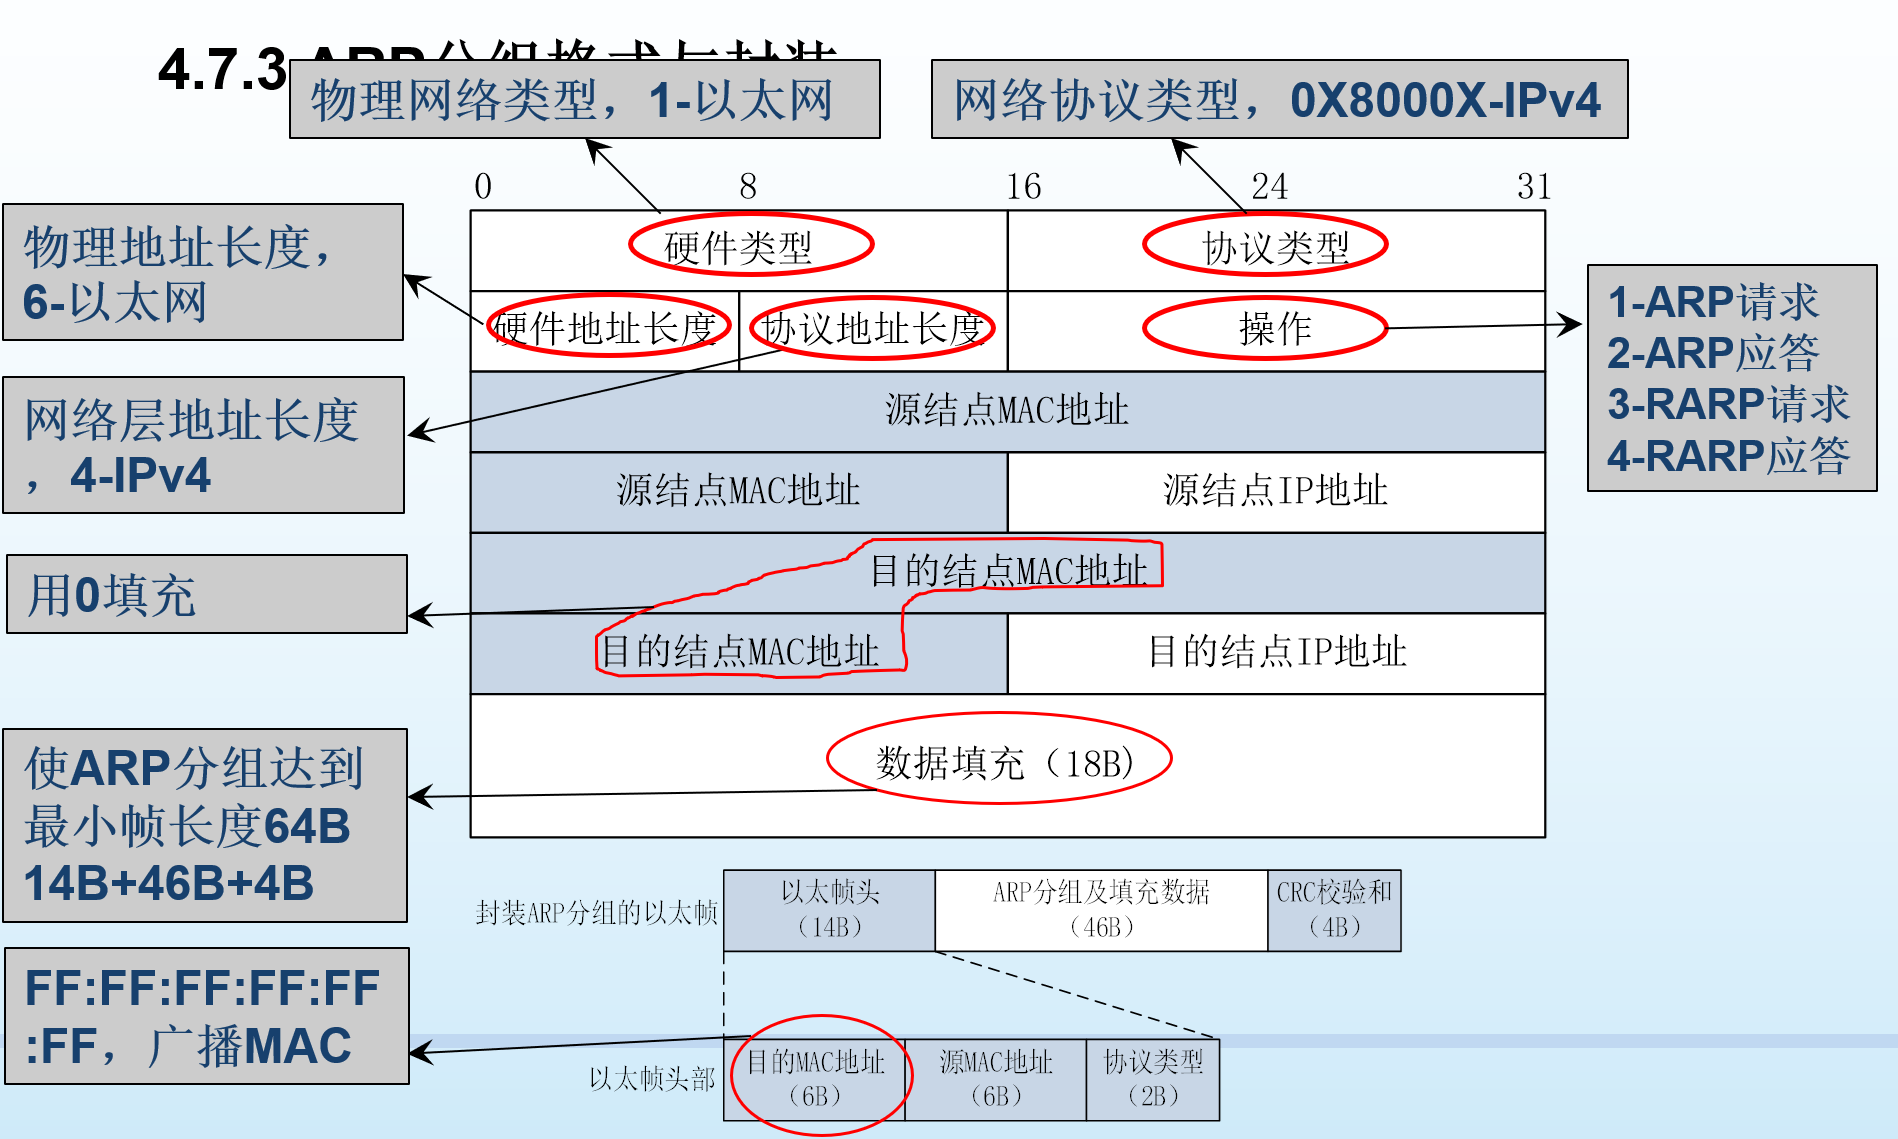 4.7.3 ARP分组格式与封装
物理网络类型，1-以太网
网络协议类型，0X8000X-IPv4
0 8 16 24 31
硬件类型 协议类型
物理地址长度，
6-以太网
硬件地址长度 协议地址长度 操作
1-ARP请求
2-ARP应答
3-RARP请求
4-RARP应答
网络层地址长度
，4-IPv4
源结点MAC地址
源结点MAC地址 源结点IP地址
用0填充
目的结点MAC地址
目的结点MAC地址 目的结点IP地址
使ARP分组达到
最小帧长度64B
14B+46B+4B
数据填充（18B）
封装ARP分组的以太帧
以太帧头
（14B）
ARP分组及填充数据
（46B）
CRC校验和
（4B）
FF:FF:FF:FF:FF
:FF，广播MAC
以太帧头部
目的MAC地址
（6B）
源MAC地址
（6B）
协议类型
（2B）